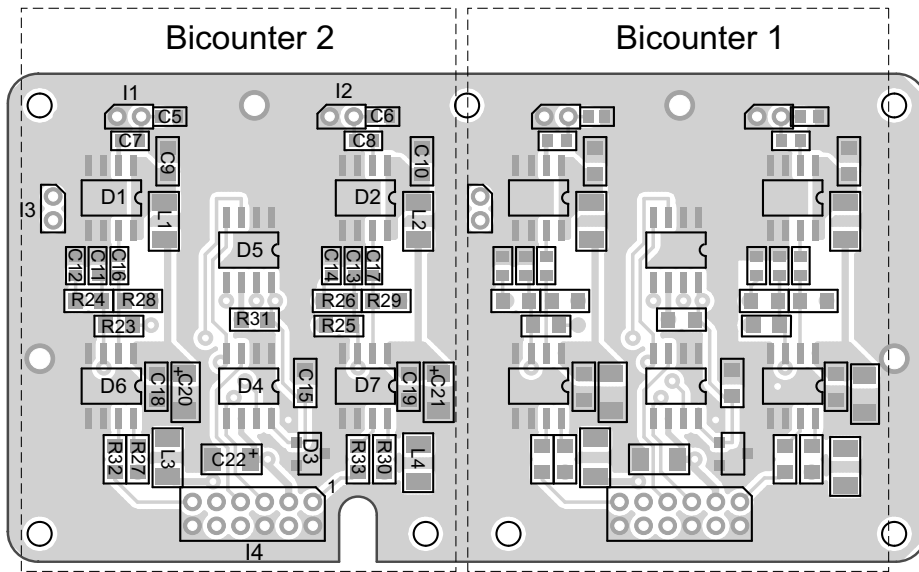 Bicounter 2 Bicounter 1
I1 I2
C5 C6
C7 C8
C9 C10
D1 D2
I3 L1 L2
D5
C12 C11 C16 C14 C13 C17
R24 R28 R26 R29
R23 R31 R25
D6 C18 +C20 D4 C15 D7 C19 +C21
R32 R27 L3 C22+ D3 R33 R30 L4
1
I4